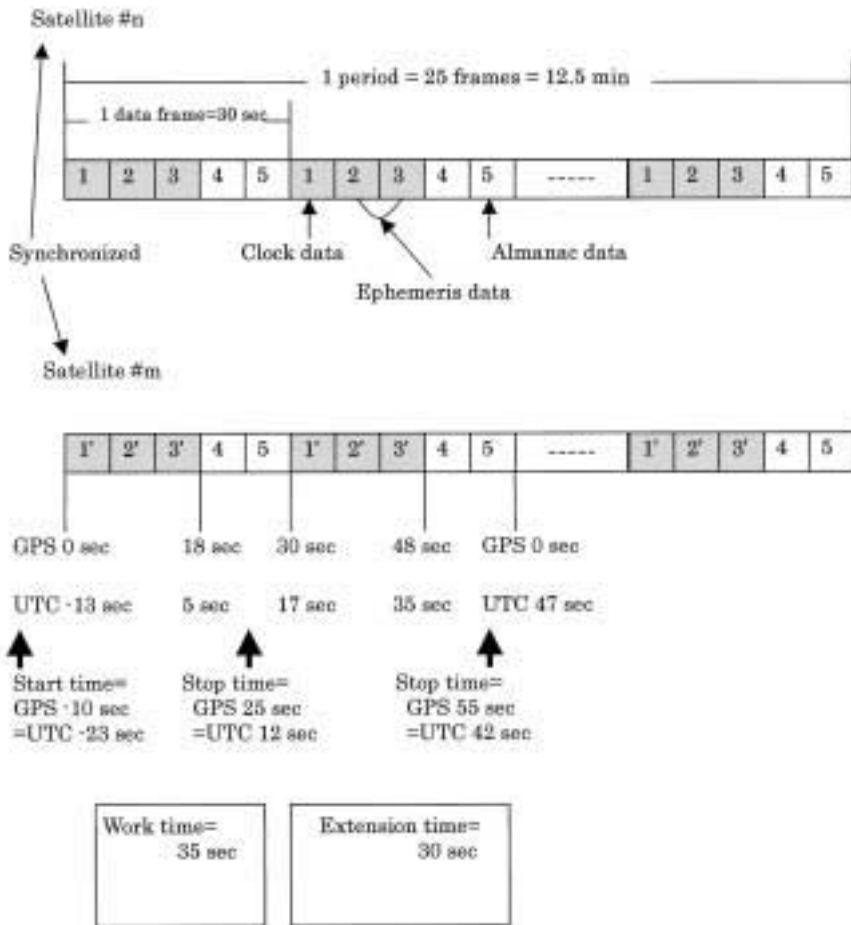 Satellite #n
1 period = 25 frames = 12.5 min
1 data frame=30 sec
1 2 3 4 5 1 2 3 4 5 ----- 1 2 3 4 5
Synchronized
Clock data
Almanac data
Ephemeris data
Satellite #m
1' 2' 3' 4 5 1' 2' 3' 4 5 ----- 1' 2' 3' 4 5
GPS 0 sec 18 sec 30 sec 48 sec GPS 0 sec
UTC -13 sec 5 sec 17 sec 35 sec UTC 47 sec
Start time=
GPS -10 sec
=UTC -23 sec
Stop time=
GPS 25 sec
=UTC 12 sec
Stop time=
GPS 55 sec
=UTC 42 sec
Work time=
35 sec
Extension time=
30 sec